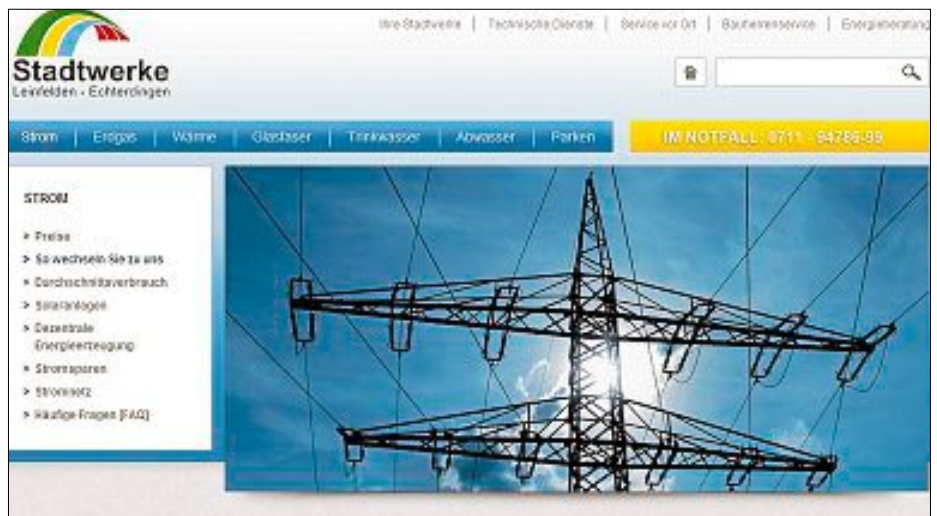 Ihre Stadtwerke | Technische Dienste | Service vor Ort | Bauherrenservice | Energieberatung
Stadtwerke
Leinfelden - Echterdingen
Strom | Erdgas | Wärme | Glasfaser | Trinkwasser | Abwasser | Parken
IM NOTFALL: 0711 - 94786-99
STROM
> Preise
> So wechseln Sie zu uns
> Durchschnittsverbrauch
> Solaranlagen
> Dezentrale
Energieerzeugung
> Stromsparen
> Stromnetz
> Häufige Fragen [FAQ]